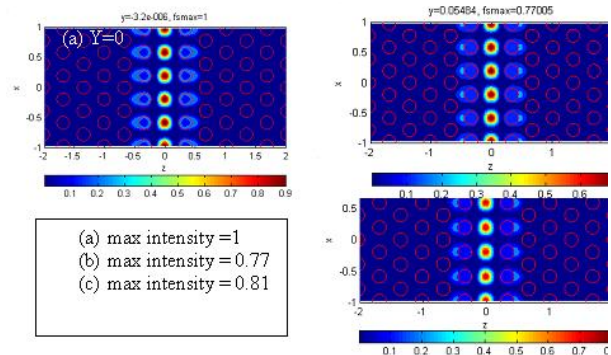 y=-3.2e-006, fsmax=1
(a) Y=0
1
0.5
0
-0.5
-1
x
-2 -1.5 -1 -0.5 0 0.5 1 1.5 2
z
0.1 0.2 0.3 0.4 0.5 0.6 0.7 0.8 0.9
y=0.05484, fsmax=0.77005
1
0.5
0
-0.5
-1
x
-2 -1 0 1
z
0.1 0.2 0.3 0.4 0.5 0.6
(a) max intensity =1
(b) max intensity = 0.77
(c) max intensity = 0.81
0.5
0
-0.5
-1
x
-2 -1 0 1
z
0.1 0.2 0.3 0.4 0.5 0.6 0.7